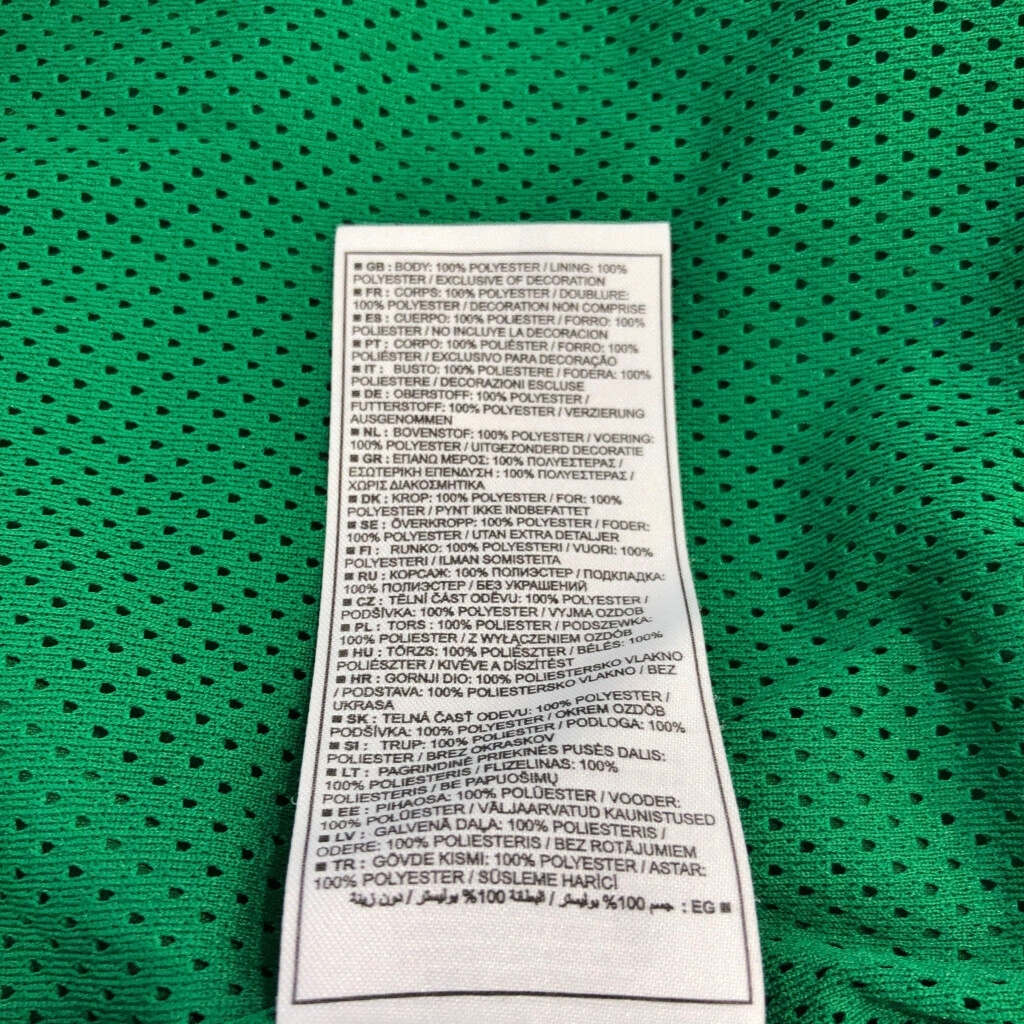 ■ GB : BODY: 100% POLYESTER / LINING: 100%
POLYESTER / EXCLUSIVE OF DECORATION
■ FR : CORPS: 100% POLYESTER / DOUBLURE:
100% POLYESTER / DECORATION NON COMPRISE
■ ES : CUERPO: 100% POLIESTER / FORRO: 100%
POLIESTER / NO INCLUYE LA DECORACION
■ PT : CORPO: 100% POLIÉSTER / FORRO: 100%
POLIÉSTER / EXCLUSIVO PARA DECORAÇÃO
■ IT : BUSTO: 100% POLIESTERE / FODERA: 100%
POLIESTERE / DECORAZIONI ESCLUSE
■ DE : OBERSTOFF: 100% POLYESTER /
FUTTERSTOFF: 100% POLYESTER / VERZIERUNG
AUSGENOMMEN
■ NL : BOVENSTOF: 100% POLYESTER / VOERING:
100% POLYESTER / UITGEZONDERD DECORATIE
■ GR : ΕΠΑΝΩ ΜΕΡΟΣ: 100% ΠΟΛΥΕΣΤΕΡΑΣ /
ΕΣΩΤΕΡΙΚΗ ΕΠΕΝΔΥΣΗ : 100% ΠΟΛΥΕΣΤΕΡΑΣ /
ΧΩΡΙΣ ΔΙΑΚΟΣΜΗΤΙΚΑ
■ DK : KROP: 100% POLYESTER / FOR: 100%
POLYESTER / PYNT IKKE INDBEFATTET
■ SE : ÖVERKROPP: 100% POLYESTER / FODER:
100% POLYESTER / UTAN EXTRA DETALJER
■ FI : RUNKO: 100% POLYESTERI / VUORI: 100%
POLYESTERI / ILMAN SOMISTEITA
■ RU : КОРСАЖ: 100% ПОЛИЭСТЕР / ПОДКЛАДКА:
100% ПОЛИЭСТЕР / БЕЗ УКРАШЕНИЙ
■ CZ : TĚLNÍ ČÁST ODĚVU: 100% POLYESTER /
PODŠÍVKA: 100% POLYESTER / VYJMA OZDOB
■ PL : TORS : 100% POLIESTER / PODSZEWKA:
100% POLIESTER / Z WYŁĄCZENIEM OZDÓB
■ HU : TÖRZS: 100% POLIÉSZTER / BÉLÉS: 100%
POLIÉSZTER / KIVÉVE A DÍSZÍTÉST
■ HR : GORNJI DIO: 100% POLIESTERSKO VLAKNO
/ PODSTAVA: 100% POLIESTERSKO VLAKNO / BEZ
UKRASA
■ SK : TELNÁ ČASŤ ODEVU: 100% POLYESTER /
PODŠÍVKA: 100% POLYESTER / OKREM OZDÔB
■ SI : TRUP: 100% POLIESTER / PODLOGA: 100%
POLIESTER / BREZ OKRASKOV
■ LT : PAGRINDINĖ PRIEKINĖS PUSĖS DALIS:
100% POLIESTERIS / FLIZELINAS: 100%
POLIESTERIS / BE PAPUOŠIMŲ
■ EE : PIHAOSA: 100% POLÜESTER / VOODER:
100% POLÜESTER / VÄLJAARVATUD KAUNISTUSED
■ LV : GALVENĀ DAĻA: 100% POLIESTERIS /
ODERE: 100% POLIESTERIS / BEZ ROTĀJUMIEM
■ TR : GÖVDE KISMI: 100% POLYESTER / ASTAR:
100% POLYESTER / SÜSLEME HARİCİ
■ EG : جسم 100% بوليستر / البطانة 100% بوليستر / بدون زينة